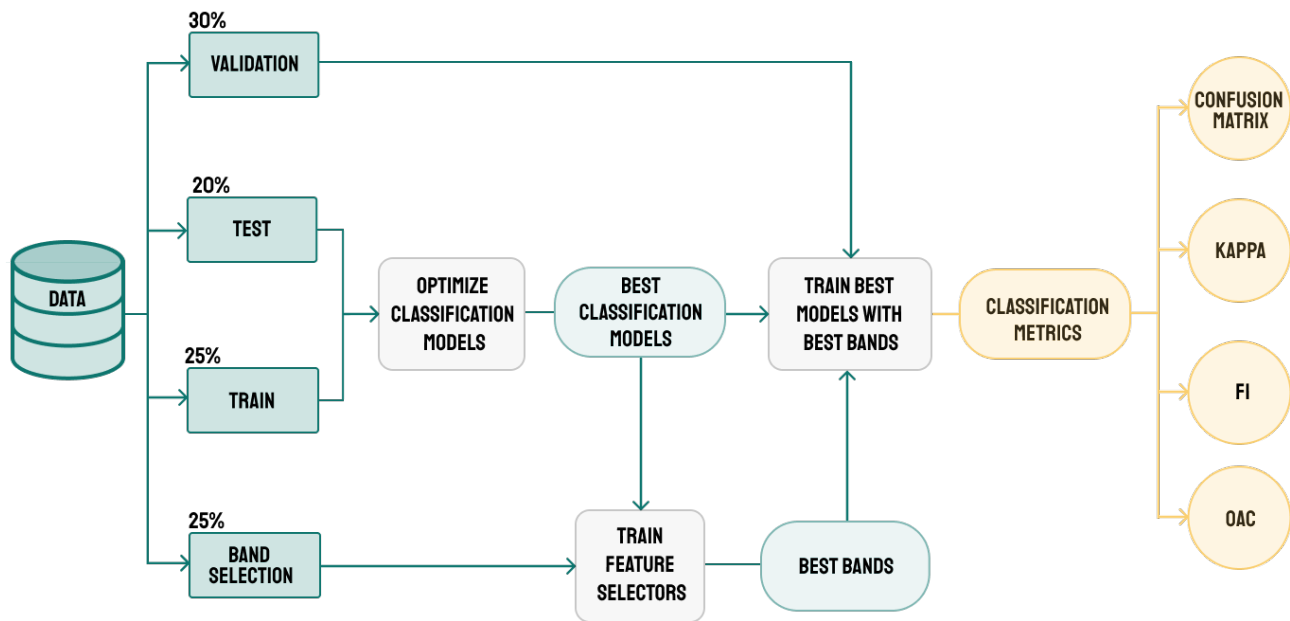 30%
VALIDATION
20%
TEST
DATA
25%
TRAIN
25%
BAND
SELECTION
OPTIMIZE
CLASSIFICATION
MODELS
BEST
CLASSIFICATION
MODELS
TRAIN
FEATURE
SELECTORS
BEST BANDS
TRAIN BEST
MODELS WITH
BEST BANDS
CLASSIFICATION
METRICS
CONFUSION
MATRIX
KAPPA
F1
OAC